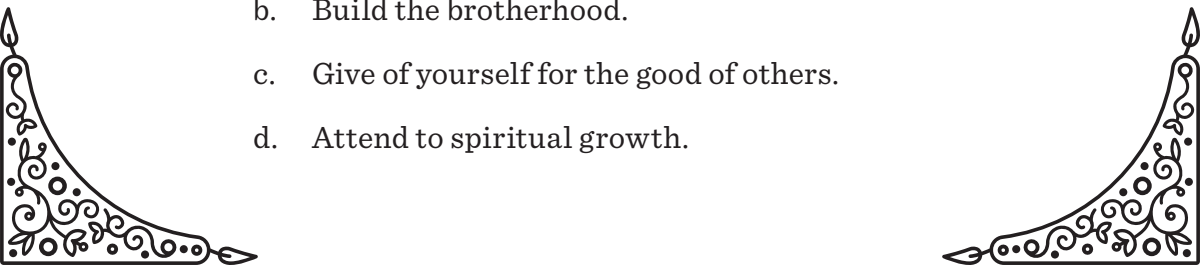 b. Build the brotherhood.
c. Give of yourself for the good of others.
d. Attend to spiritual growth.